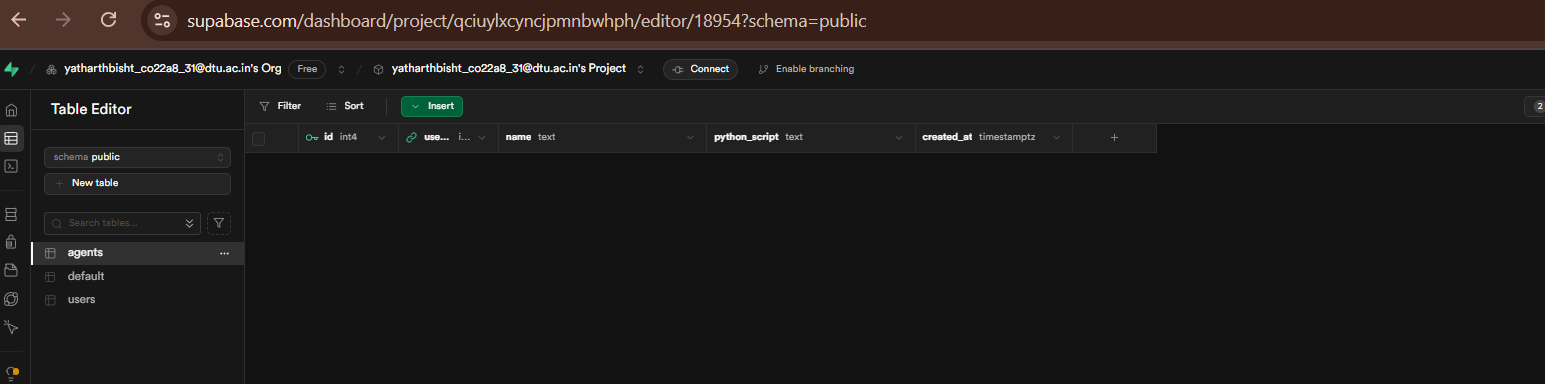 supabase.com/dashboard/project/qciuylxcyncjpmnbwhph/editor/18954?schema=public
yatharthbisht_co22a8_31@dtu.ac.in's Org Free yatharthbisht_co22a8_31@dtu.ac.in's Project Connect Enable branching
Table Editor
Filter Sort Insert 2
id int4 use... i... name text python_script text created_at timestamptz +
schema public
New table
Search tables...
agents ...
default
users